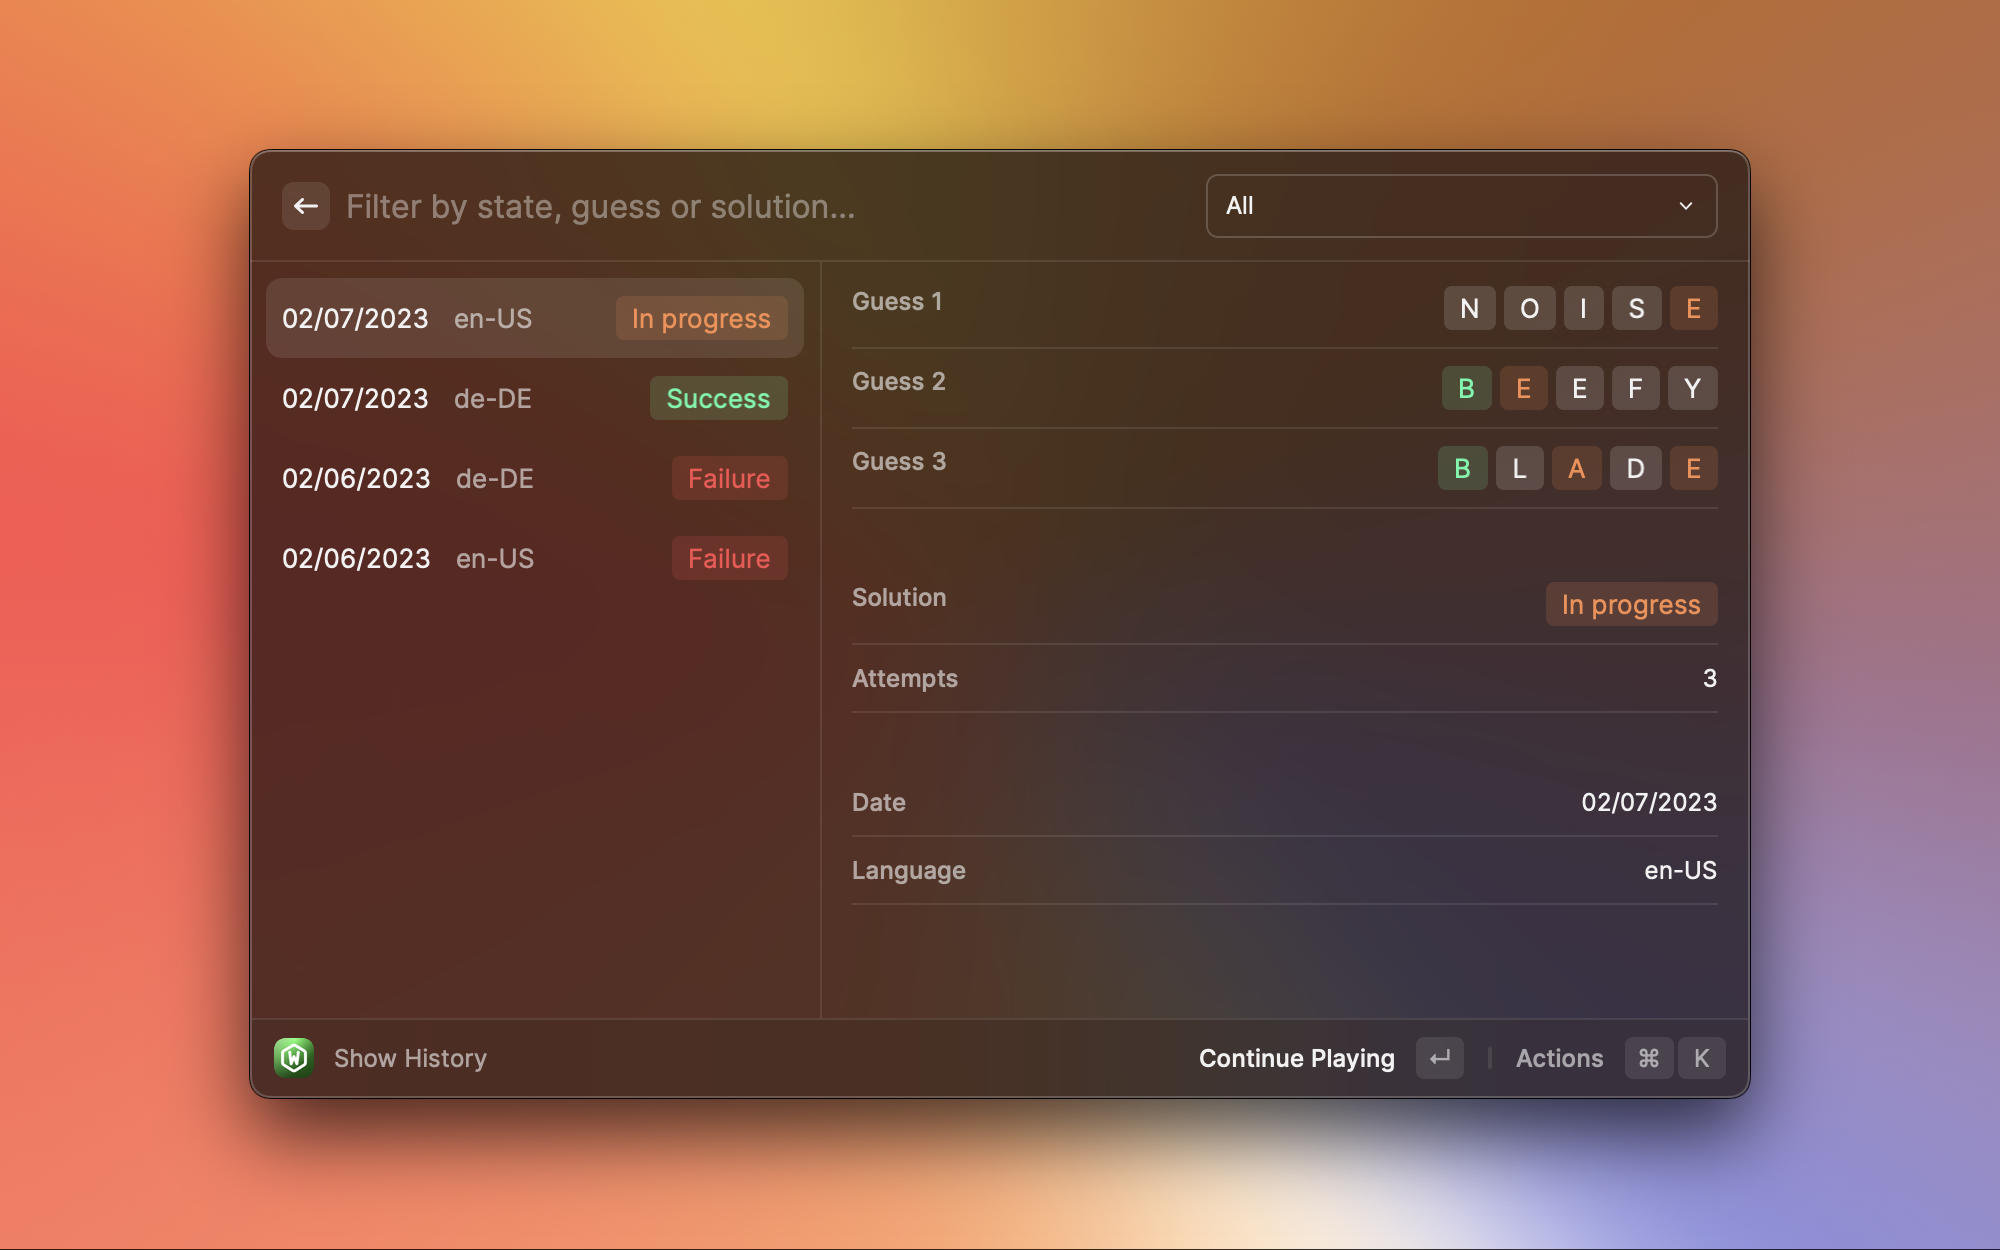 Filter by state, guess or solution...
All
02/07/2023 en-US In progress
02/07/2023 de-DE Success
02/06/2023 de-DE Failure
02/06/2023 en-US Failure
Guess 1 N O I S E
Guess 2 B E E F Y
Guess 3 B L A D E
Solution In progress
Attempts 3
Date 02/07/2023
Language en-US
W Show History
Continue Playing ↵ Actions ⌘ K